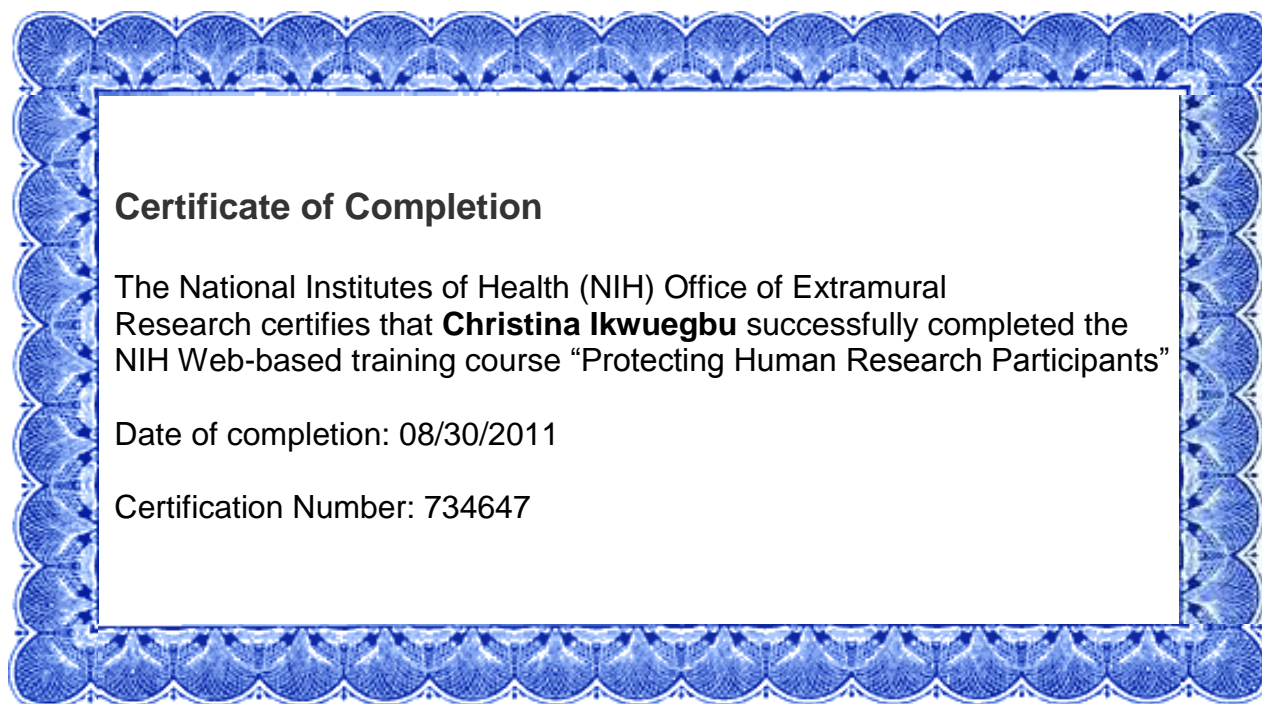 Certificate of Completion
The National Institutes of Health (NIH) Office of Extramural
Research certifies that Christina Ikwuegbu successfully completed the
NIH Web-based training course “Protecting Human Research Participants”
Date of completion: 08/30/2011
Certification Number: 734647